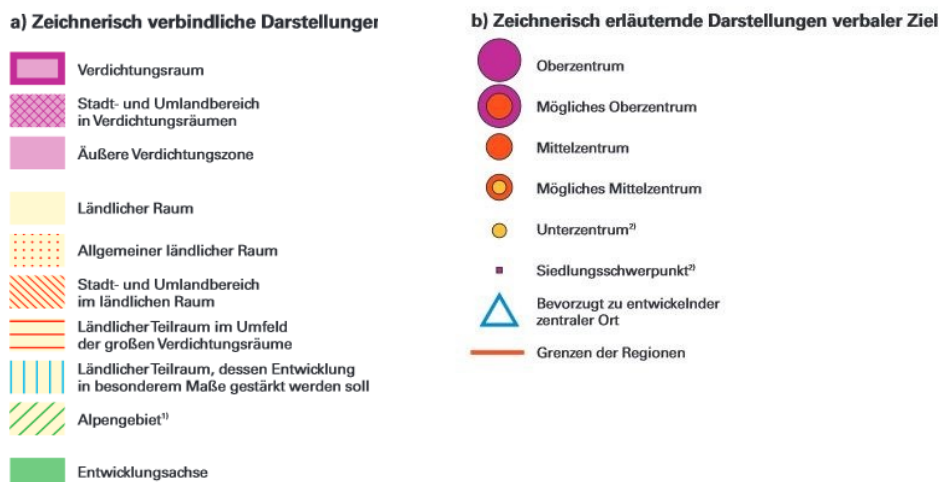 a) Zeichnerisch verbindliche Darstellungen
Verdichtungsraum
Stadt- und Umlandbereich
in Verdichtungsräumen
Äußere Verdichtungszone
Ländlicher Raum
Allgemeiner ländlicher Raum
Stadt- und Umlandbereich
im ländlichen Raum
Ländlicher Teilraum im Umfeld
der großen Verdichtungsräume
Ländlicher Teilraum, dessen Entwicklung
in besonderem Maße gestärkt werden soll
Alpengebiet¹⁾
Entwicklungsachse
b) Zeichnerisch erläuternde Darstellungen verbaler Ziel
Oberzentrum
Mögliches Oberzentrum
Mittelzentrum
Mögliches Mittelzentrum
Unterzentrum²⁾
Siedlungsschwerpunkt²⁾
Bevorzugt zu entwickelnder
zentraler Ort
Grenzen der Regionen